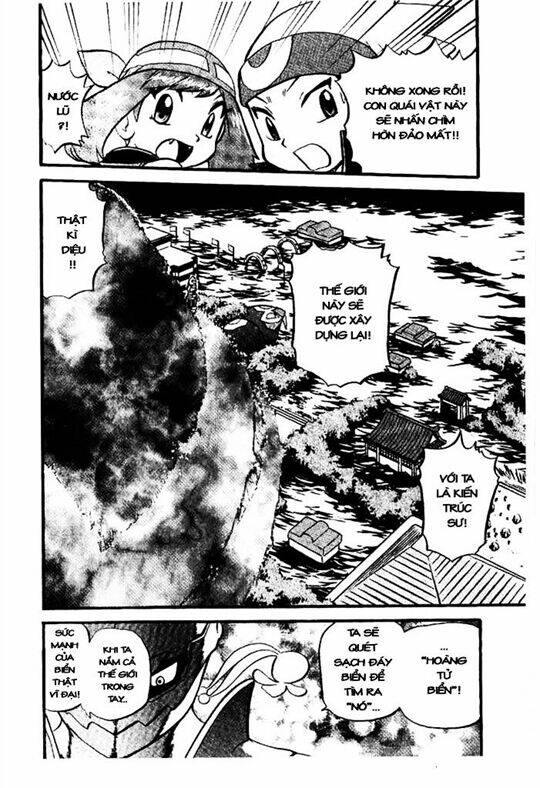 KHÔNG XONG RỒI!
CON QUÁI VẬT NÀY
SẼ NHẤN CHÌM
HÒN ĐẢO MẤT!!
NƯỚC
LŨ
?!
THẾ GIỚI
NÀY SẼ
ĐƯỢC XÂY
DỰNG LẠI!
THẬT
KÌ
DIỆU
!!
VỚI TA
LÀ KIẾN
TRÚC
SƯ!
...
"HOÀNG
TỬ
BIỂN"!
TA SẼ
QUÉT
SẠCH ĐÁY
BIỂN ĐỂ
TÌM RA
"NÓ"...
KHI TA
NẮM CẢ
THẾ GIỚI
TRONG
TAY..
SỨC
MẠNH
CỦA
BIỂN
THẬT
VĨ ĐẠI!